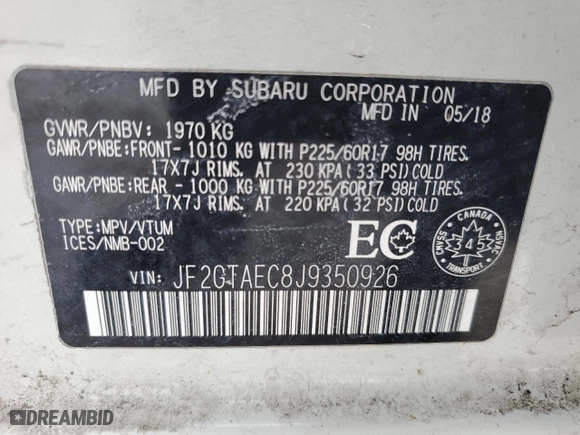 MFD BY SUBARU CORPORATION
MFD IN 05/18
GVWR/PNBV: 1970 KG
GAWR/PNBE:FRONT- 1010 KG WITH P225/60R17 98H TIRES.
17X7J RIMS. AT 230 KPA( 33 PSI)COLD
GAWR/PNBE:REAR - 1000 KG WITH P225/60R17 98H TIRES.
17X7J RIMS. AT 220 KPA( 32 PSI)COLD
TYPE:MPV/VTUM
ICES/NMB-002
EC
CANADA
CMVSS
NSVAC
345
TRANSPORT
VIN: JF2GTAEC8J9350926
DREAMBID